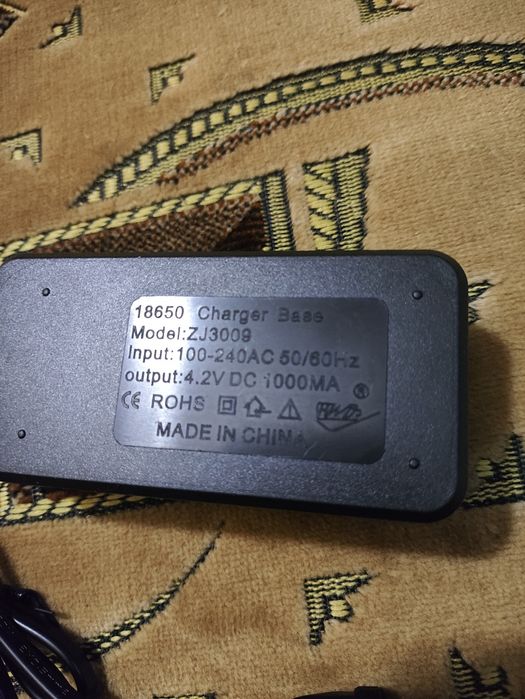 18650 Charger Base
Model:ZJ3009
Input:100-240AC 50/60Hz
output:4.2V DC 1000MA
CE ROHS ®
MADE IN CHINA